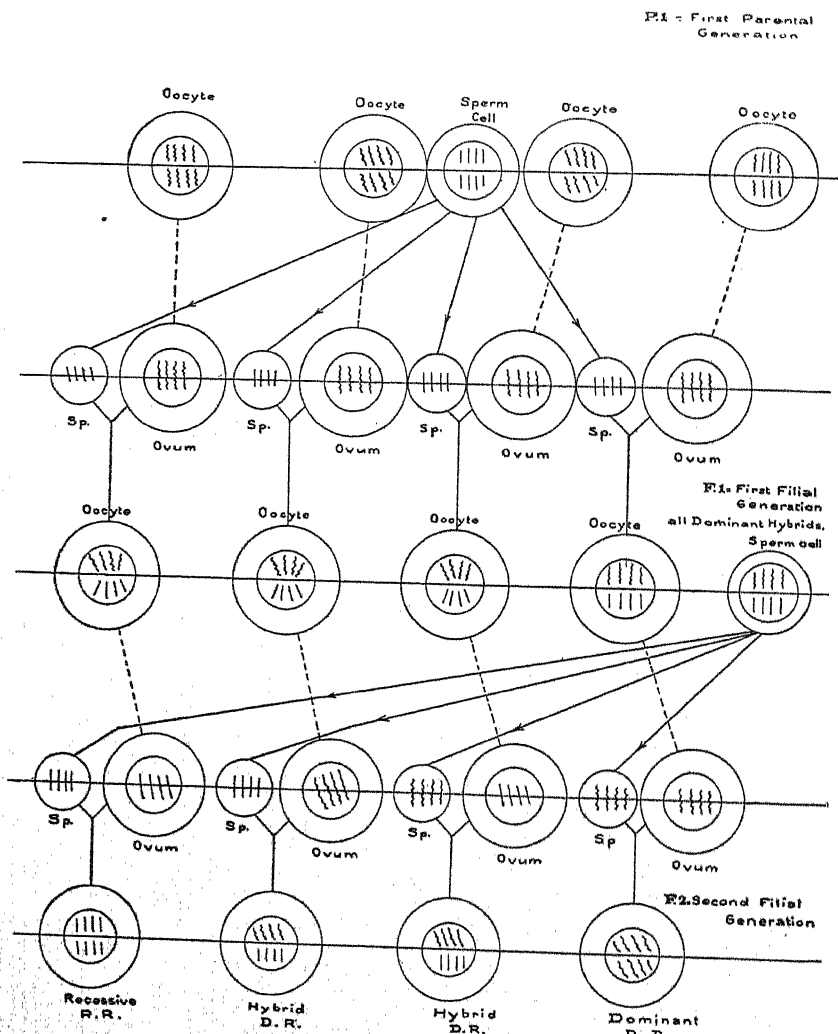 P.1 - First Parental
Generation
Oocyte
Oocyte
Sperm
Cell
Oocyte
Oocyte
Sp.
Ovum
Sp.
Ovum
Sp.
Ovum
Sp.
Ovum
F.1= First Filial
Generation
all Dominant Hybrids.
Sperm cell
Oocyte
Oocyte
Oocyte
Oocyte
Sp.
Ovum
Sp.
Ovum
Sp.
Ovum
Sp
Ovum
F.2.Second Filial
Generation
Recessive
R.R.
Hybrid
D.R.
Hybrid
D.R.
Dominant